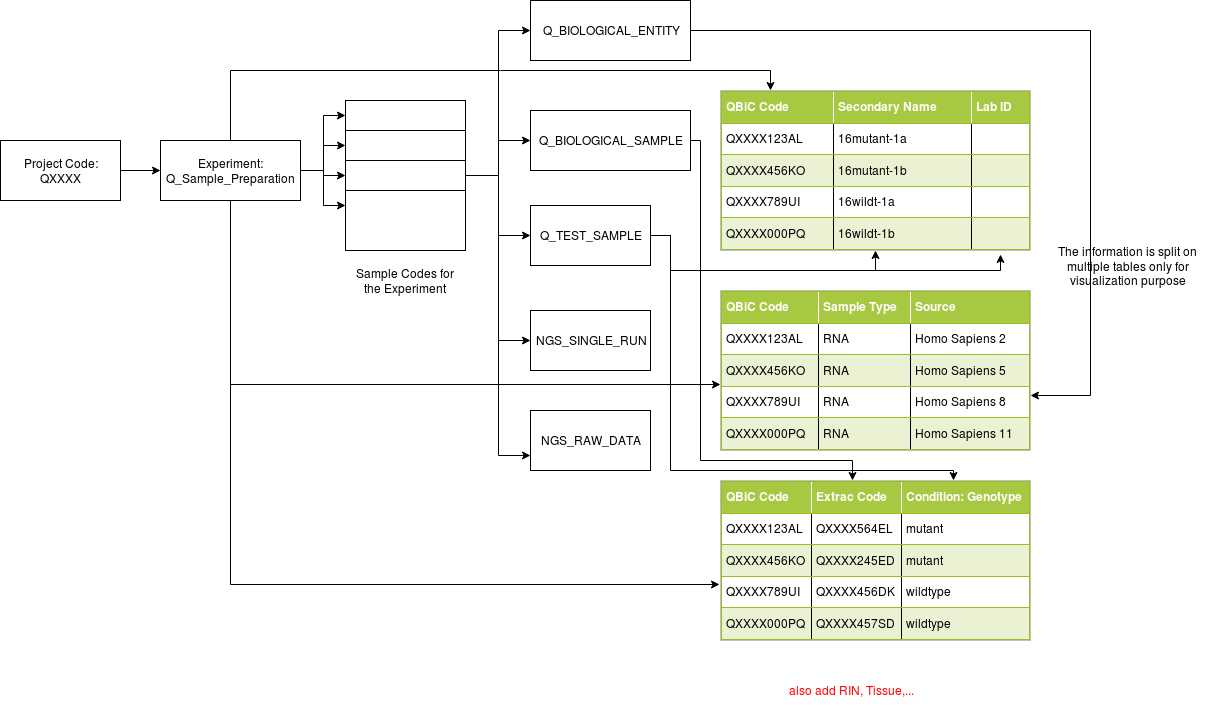 Project Code:
QXXXX
Experiment:
Q_Sample_Preparation
Sample Codes for
the Experiment
Q_BIOLOGICAL_ENTITY
Q_BIOLOGICAL_SAMPLE
Q_TEST_SAMPLE
NGS_SINGLE_RUN
NGS_RAW_DATA
QBiC Code Secondary Name Lab ID
QXXXX123AL 16mutant-1a
QXXXX456KO 16mutant-1b
QXXXX789UI 16wildt-1a
QXXXX000PQ 16wildt-1b
The information is split on
multiple tables only for
visualization purpose
QBiC Code Sample Type Source
QXXXX123AL RNA Homo Sapiens 2
QXXXX456KO RNA Homo Sapiens 5
QXXXX789UI RNA Homo Sapiens 8
QXXXX000PQ RNA Homo Sapiens 11
QBiC Code Extrac Code Condition: Genotype
QXXXX123AL QXXXX564EL mutant
QXXXX456KO QXXXX245ED mutant
QXXXX789UI QXXXX456DK wildtype
QXXXX000PQ QXXXX457SD wildtype
also add RIN, Tissue,...